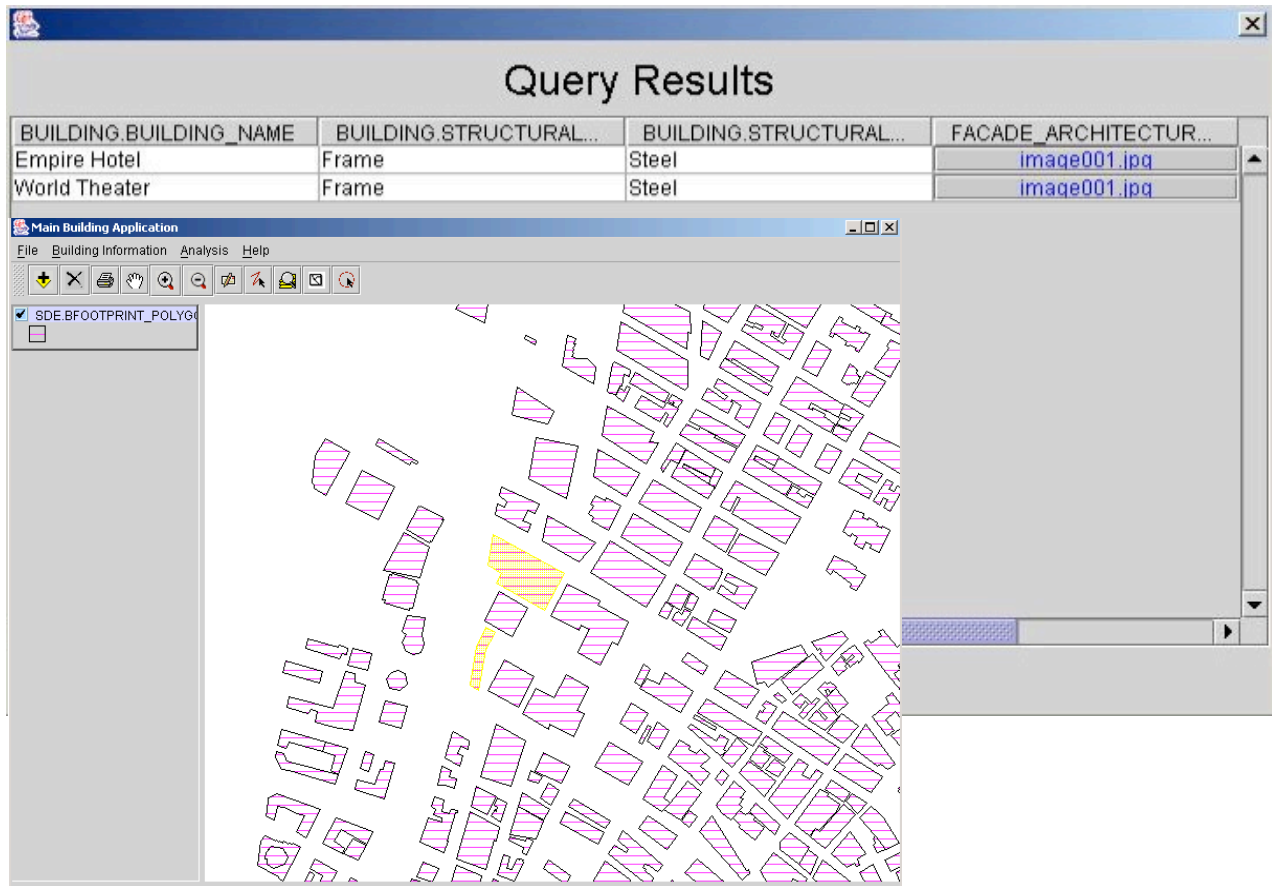 Query Results
BUILDING.BUILDING_NAME BUILDING.STRUCTURAL... BUILDING.STRUCTURAL... FACADE_ARCHITECTUR...
Empire Hotel Frame Steel image001.jpg
World Theater Frame Steel image001.jpg
Main Building Application
File Building Information Analysis Help
SDE.BFOOTPRINT_POLYG